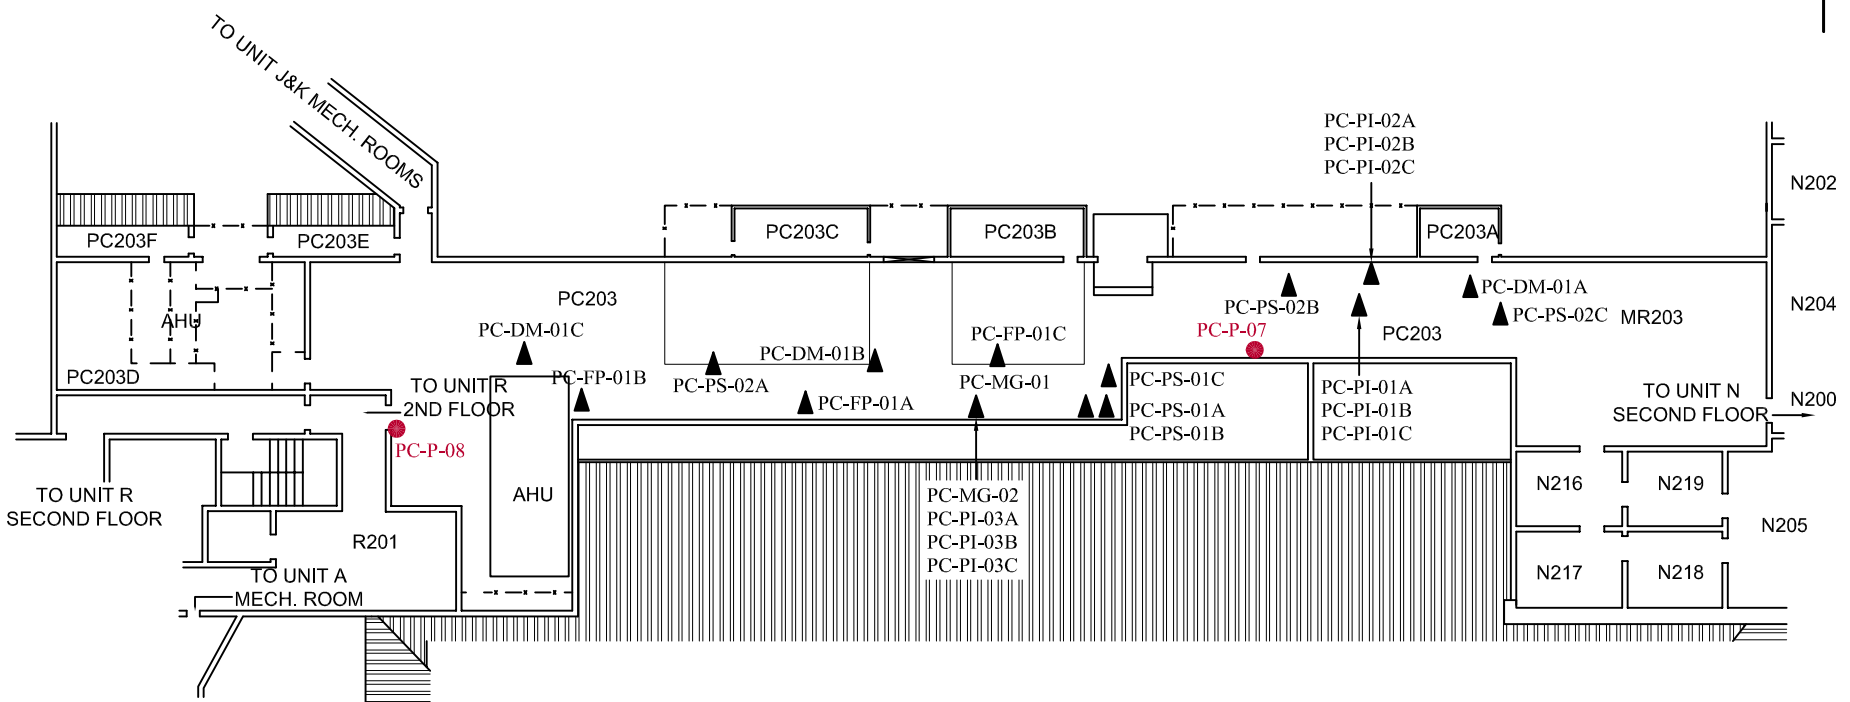 TO UNIT J&K MECH. ROOMS
PC-PI-02A
PC-PI-02B
PC-PI-02C
N202
PC203F
PC203E
PC203C
PC203B
PC203A
PC203
PC-DM-01A
PC-PS-02B
PC-PS-02C
MR203
N204
AHU
PC-DM-01C
PC-DM-01B
PC-FP-01C
PC-P-07
PC203
PC203D
TO UNIT R
2ND FLOOR
PC-FP-01B
PC-PS-02A
PC-FP-01A
PC-MG-01
PC-PS-01C
PC-PS-01A
PC-PS-01B
PC-PI-01A
PC-PI-01B
PC-PI-01C
TO UNIT N
SECOND FLOOR
N200
PC-P-08
TO UNIT R
SECOND FLOOR
AHU
PC-MG-02
PC-PI-03A
PC-PI-03B
PC-PI-03C
N216
N219
N205
R201
TO UNIT A
MECH. ROOM
N217
N218